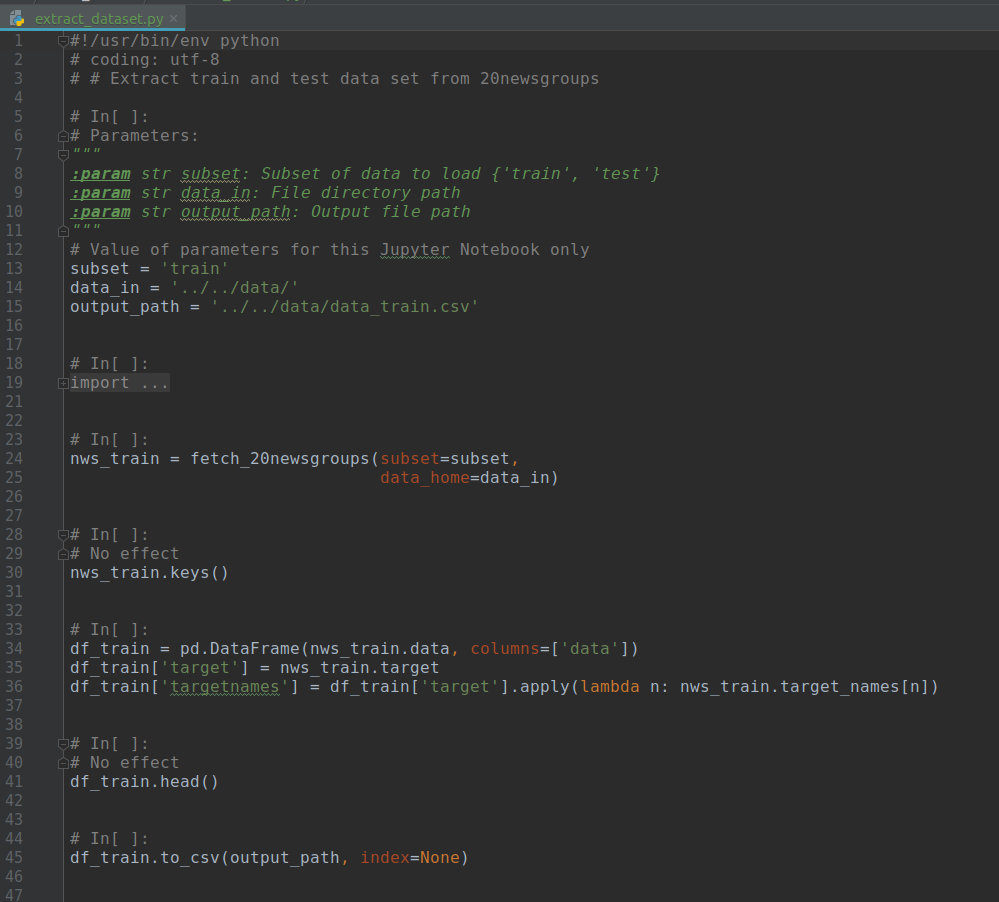 extract_dataset.py ×
1 #!/usr/bin/env python
2 # coding: utf-8
3 # # Extract train and test data set from 20newsgroups
4
5 # In[ ]:
6 # Parameters:
7 """
8 :param str subset: Subset of data to load {'train', 'test'}
9 :param str data_in: File directory path
10 :param str output_path: Output file path
11 """
12 # Value of parameters for this Jupyter Notebook only
13 subset = 'train'
14 data_in = '../../data/'
15 output_path = '../../data/data_train.csv'
16
17
18 # In[ ]:
19 import ...
21
22
23 # In[ ]:
24 nws_train = fetch_20newsgroups(subset=subset,
25                                data_home=data_in)
26
27
28 # In[ ]:
29 # No effect
30 nws_train.keys()
31
32
33 # In[ ]:
34 df_train = pd.DataFrame(nws_train.data, columns=['data'])
35 df_train['target'] = nws_train.target
36 df_train['targetnames'] = df_train['target'].apply(lambda n: nws_train.target_names[n])
37
38
39 # In[ ]:
40 # No effect
41 df_train.head()
42
43
44 # In[ ]:
45 df_train.to_csv(output_path, index=None)
46
47